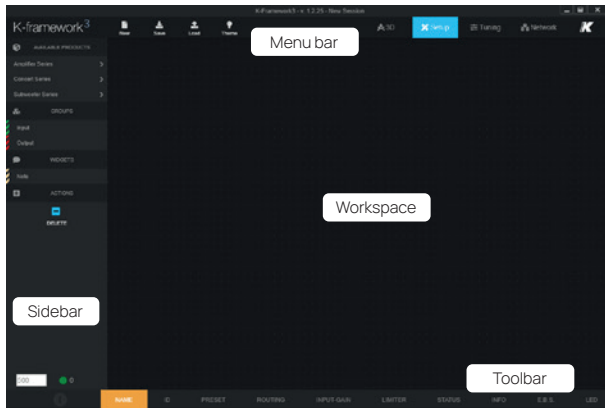 K-framework3 - v. 1.2.25 - New Session
K-framework³
New Save Load Theme
3D Setup Tuning Network
K
Menu bar
AVAILABLE PRODUCTS
Amplifier Series
Concert Series
Subwoofer Series
GROUPS
Input
Output
WIDGETS
Note
ACTIONS
DELETE
Workspace
Sidebar
Toolbar
500 0
NAME ID PRESET ROUTING INPUT GAIN LIMITER STATUS INFO E.B.S. LED